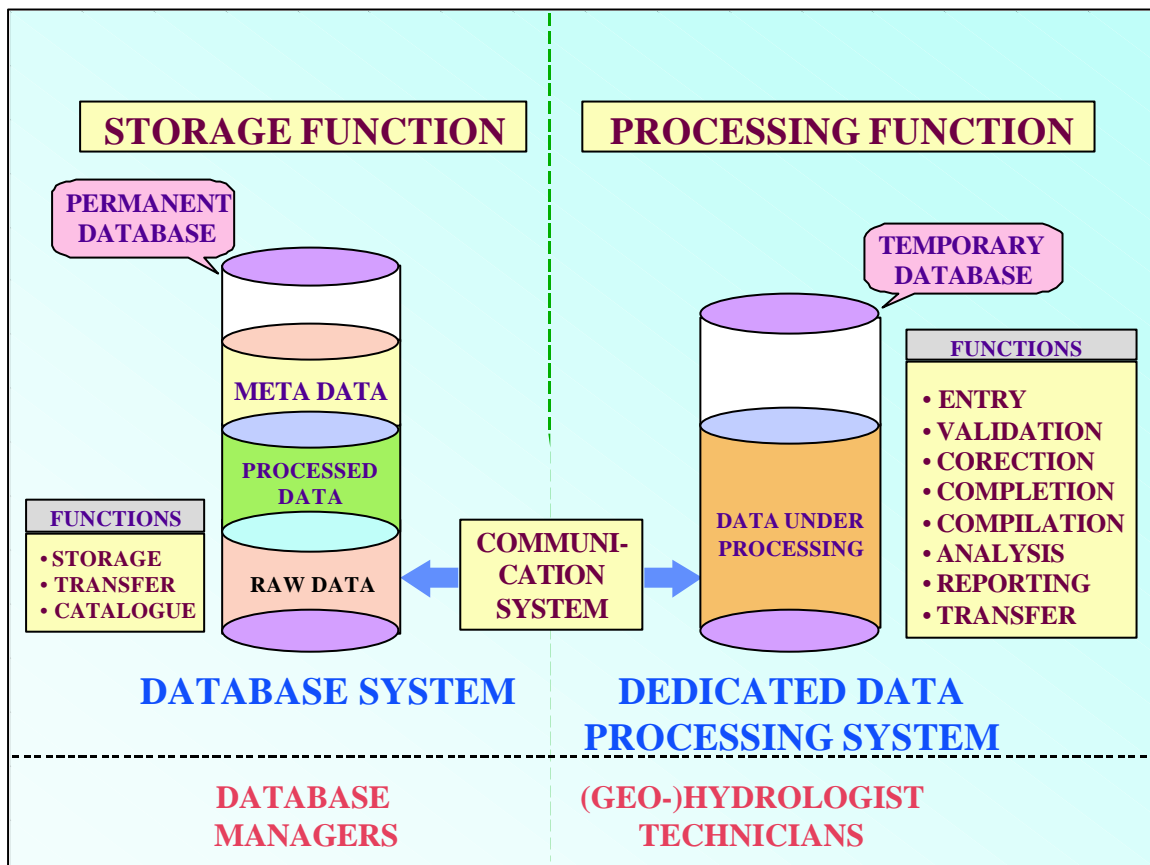 STORAGE FUNCTION
PERMANENT
DATABASE
META DATA
PROCESSED
DATA
RAW DATA
FUNCTIONS
• STORAGE
• TRANSFER
• CATALOGUE
DATABASE SYSTEM
DATABASE
MANAGERS
COMMUNI-
CATION
SYSTEM
PROCESSING FUNCTION
TEMPORARY
DATABASE
DATA UNDER
PROCESSING
FUNCTIONS
• ENTRY
• VALIDATION
• CORECTION
• COMPLETION
• COMPILATION
• ANALYSIS
• REPORTING
• TRANSFER
DEDICATED DATA
PROCESSING SYSTEM
(GEO-)HYDROLOGIST
TECHNICIANS